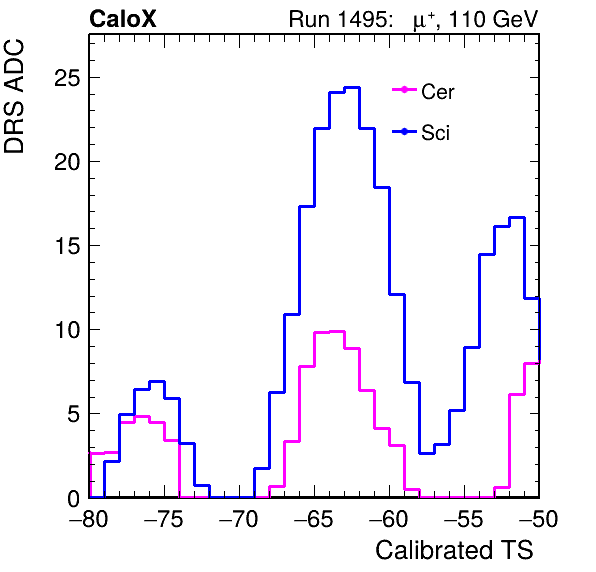 CaloX Run 1495: μ⁺, 110 GeV
DRS ADC
25
20
15
10
5
0
Cer
Sci
−80 −75 −70 −65 −60 −55 −50
Calibrated TS